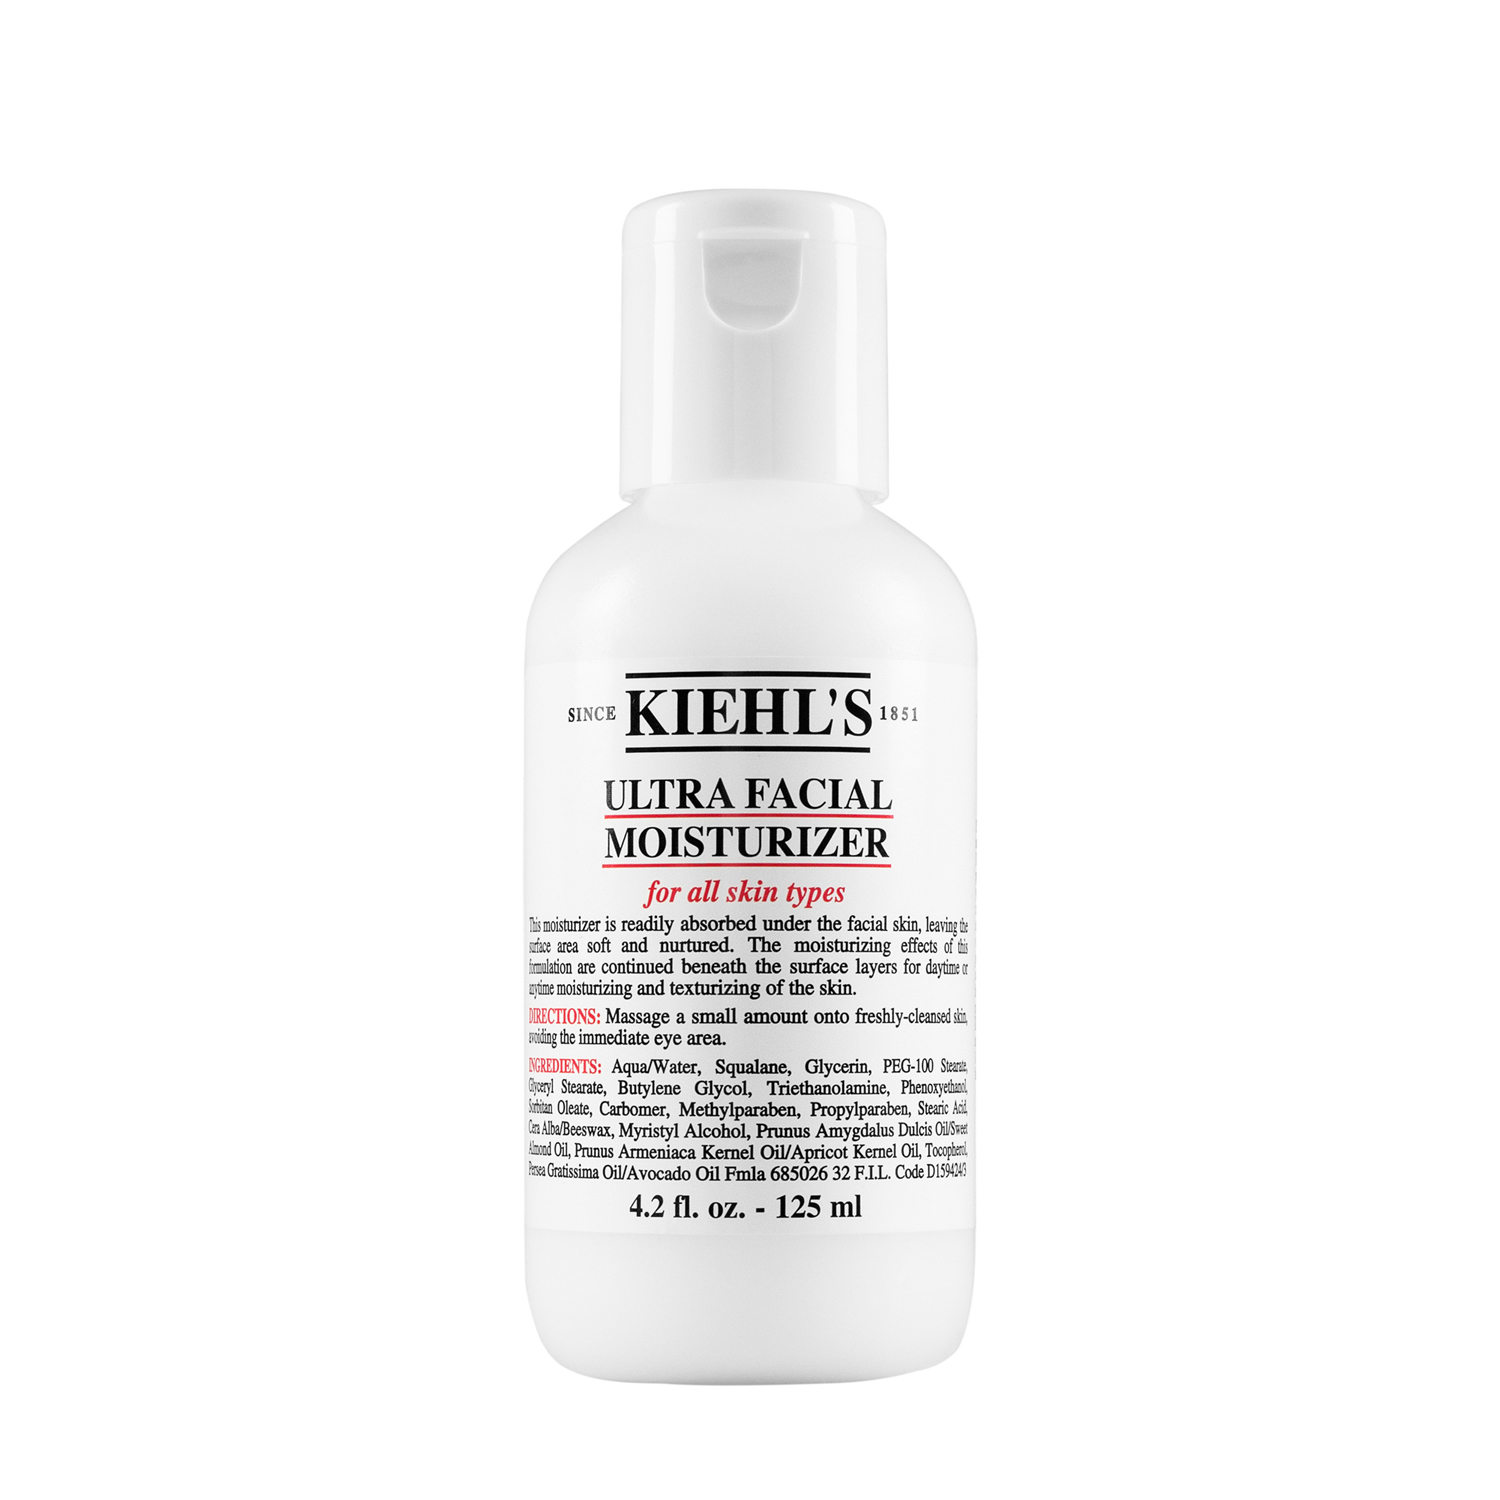 SINCE KIEHL'S 1851
ULTRA FACIAL
MOISTURIZER
for all skin types
This moisturizer is readily absorbed under the facial skin, leaving the
surface area soft and nurtured. The moisturizing effects of this
formulation are continued beneath the surface layers for daytime or
anytime moisturizing and texturizing of the skin.
DIRECTIONS: Massage a small amount onto freshly-cleansed skin,
avoiding the immediate eye area.
INGREDIENTS: Aqua/Water, Squalane, Glycerin, PEG-100 Stearate,
Glyceryl Stearate, Butylene Glycol, Triethanolamine, Phenoxyethanol,
Sorbitan Oleate, Carbomer, Methylparaben, Propylparaben, Stearic Acid,
Cera Alba/Beeswax, Myristyl Alcohol, Prunus Amygdalus Dulcis Oil/Sweet
Almond Oil, Prunus Armeniaca Kernel Oil/Apricot Kernel Oil, Tocopherol,
Persea Gratissima Oil/Avocado Oil Fmla 685026 32 F.I.L. Code D159424/3
4.2 fl. oz. - 125 ml